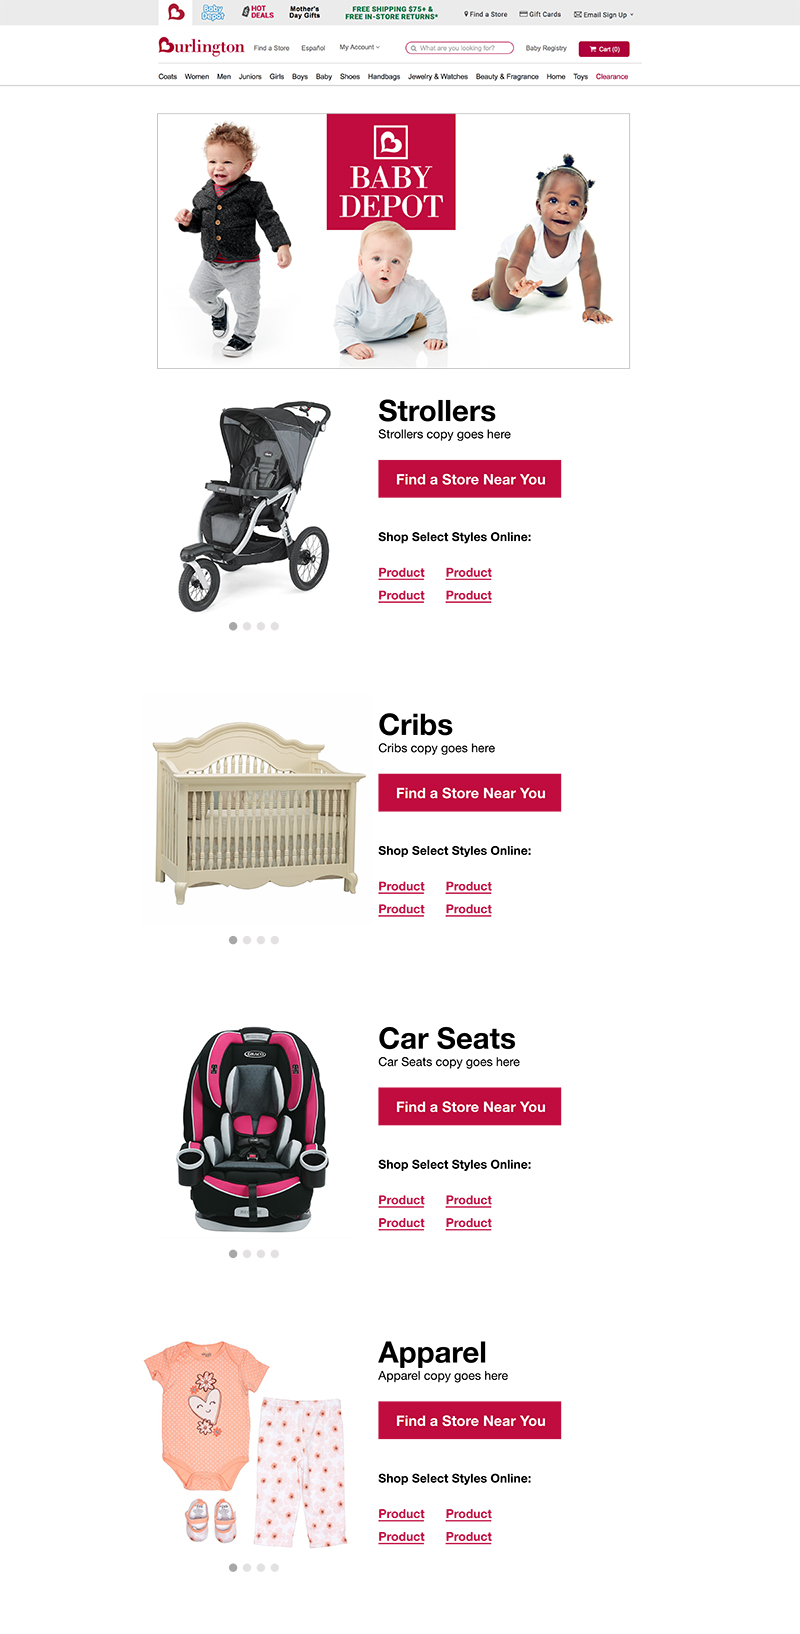 Baby Depot
HOT DEALS
Mother's Day Gifts
FREE SHIPPING $75+ & FREE IN-STORE RETURNS*
Find a Store
Gift Cards
Email Sign Up
Burlington
Find a Store
Español
My Account
What are you looking for?
Baby Registry
Cart (0)
Coats Women Men Juniors Girls Boys Baby Shoes Handbags Jewelry & Watches Beauty & Fragrance Home Toys Clearance
BABY
DEPOT
Strollers
Strollers copy goes here
Find a Store Near You
Shop Select Styles Online:
Product Product
Product Product
Cribs
Cribs copy goes here
Find a Store Near You
Shop Select Styles Online:
Product Product
Product Product
GRACO
Car Seats
Car Seats copy goes here
Find a Store Near You
Shop Select Styles Online:
Product Product
Product Product
Apparel
Apparel copy goes here
Find a Store Near You
Shop Select Styles Online:
Product Product
Product Product